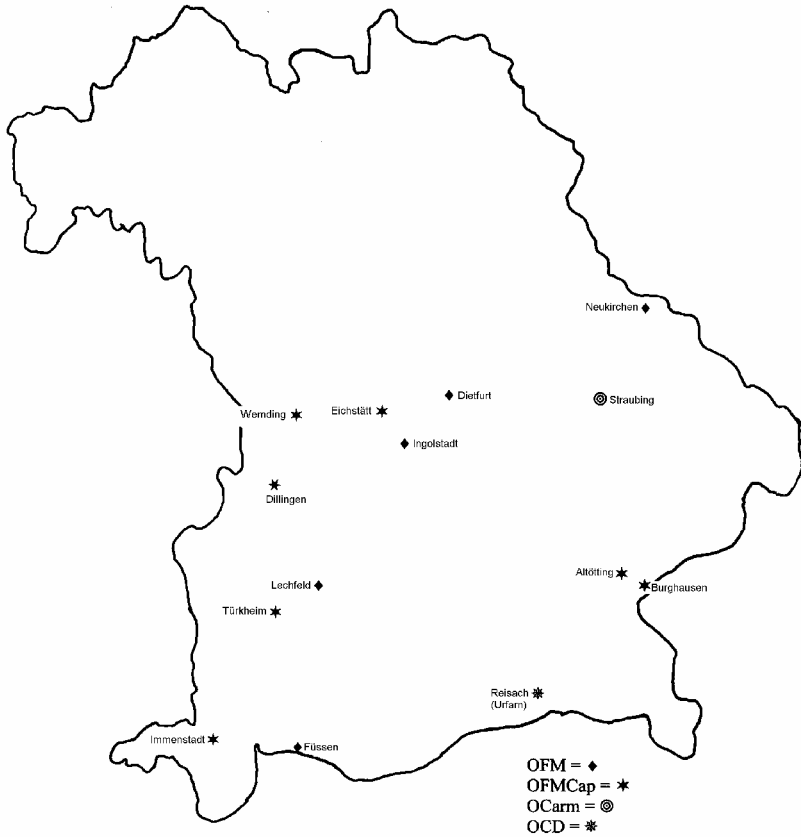 Neukirchen
Dietfurt
Straubing
Eichstätt
Wemding
Ingolstadt
Dillingen
Altötting
Burghausen
Lechfeld
Türkheim
Reisach
(Urfarn)
Immenstadt
Füssen
OFM = ♦
OFMCap = ✶
OCarm = ◎
OCD = ✵